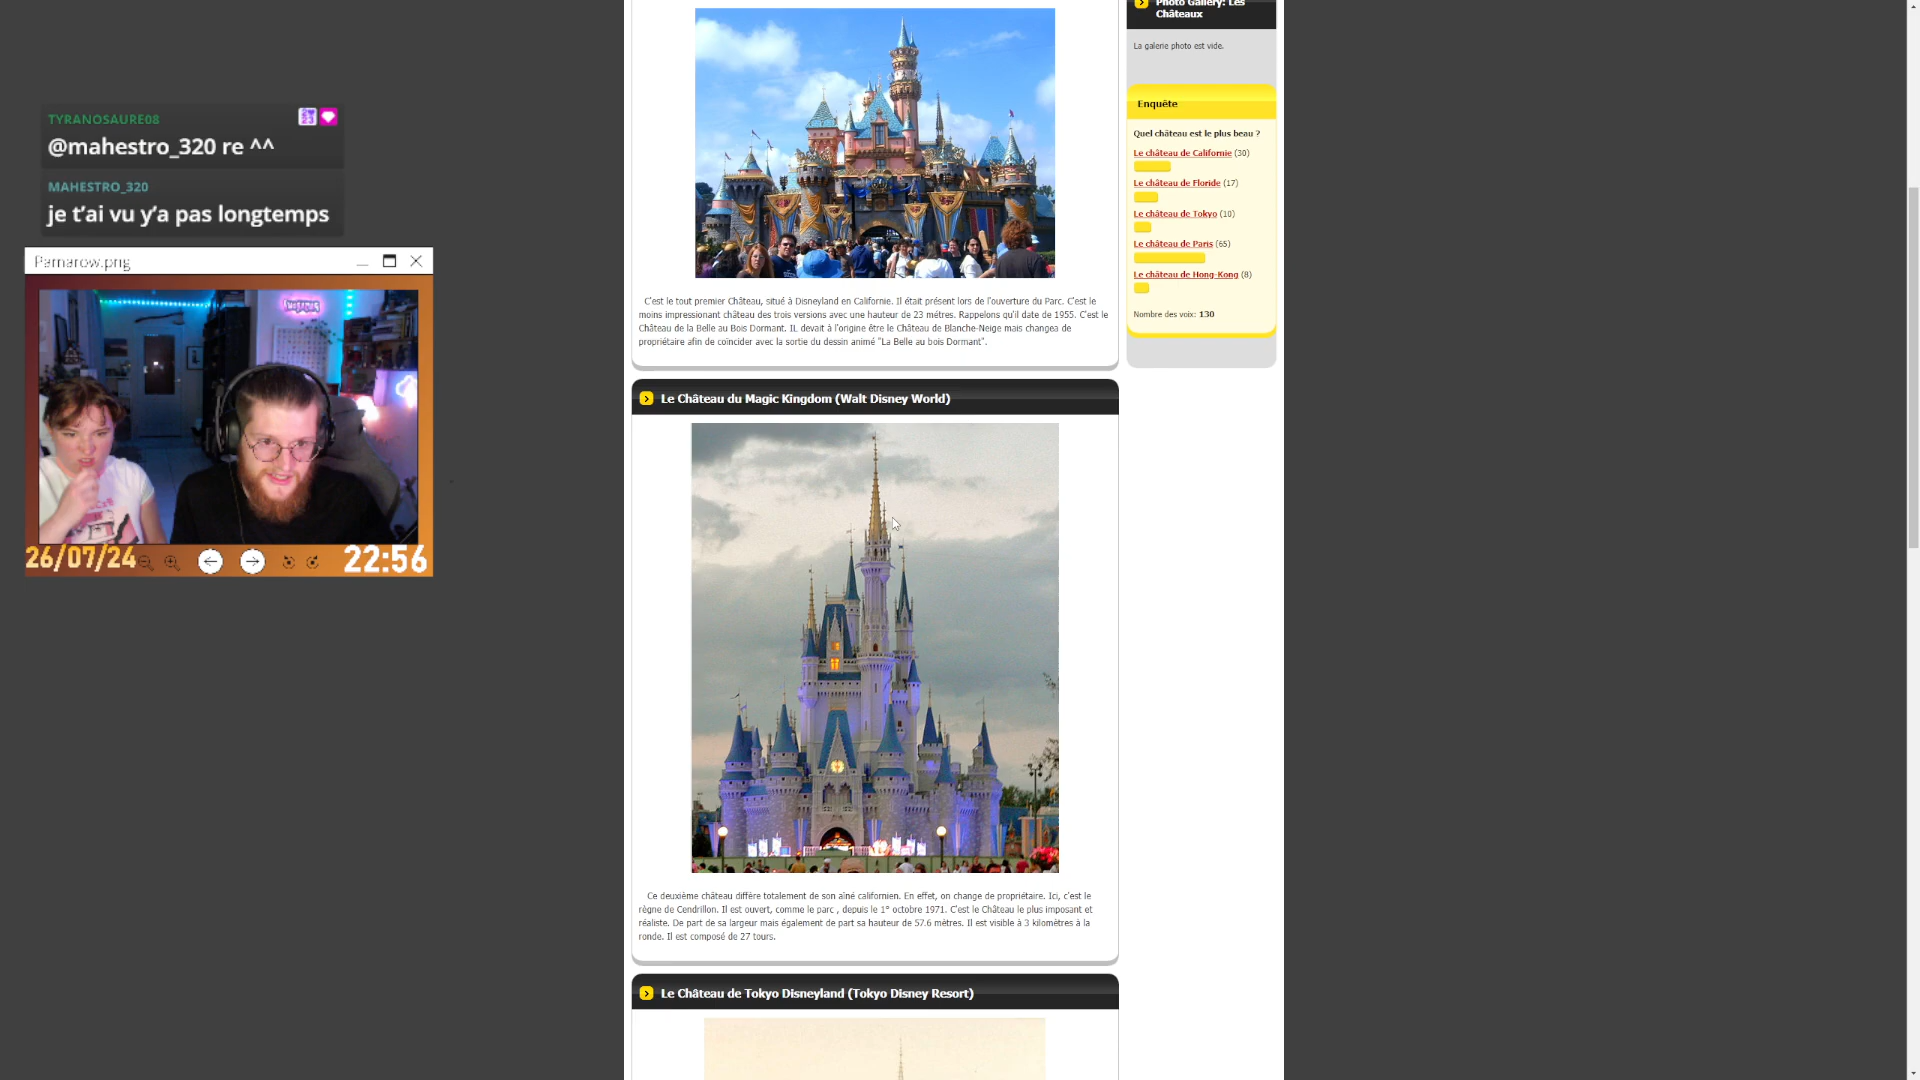 TYRANOSAURE08
@mahestro_320 re ^^
MAHESTRO_320
je t'ai vu y'a pas longtemps
Pamarow.png
26/07/24
22:56
C'est le tout premier Château, situé à Disneyland en Californie. Il était présent lors de l'ouverture du Parc. C'est le
moins impressionant château des trois versions avec une hauteur de 23 métres. Rappelons qu'il date de 1955. C'est le
Château de la Belle au Bois Dormant. IL devait à l'origine être le Château de Blanche-Neige mais changea de
propriétaire afin de coïncider avec la sortie du dessin animé "La Belle au bois Dormant".
Le Château du Magic Kingdom (Walt Disney World)
Ce deuxième château diffère totalement de son aîné californien. En effet, on change de propriétaire. Ici, c'est le
règne de Cendrillon. Il est ouvert, comme le parc , depuis le 1° octobre 1971. C'est le Château le plus imposant et
réaliste. De part de sa largeur mais également de part sa hauteur de 57.6 mètres. Il est visible à 3 kilomètres à la
ronde. Il est composé de 27 tours.
Le Château de Tokyo Disneyland (Tokyo Disney Resort)
Photo Gallery: Les
Châteaux
La galerie photo est vide.
Enquête
Quel château est le plus beau ?
Le château de Californie (30)
Le château de Floride (17)
Le château de Tokyo (10)
Le château de Paris (65)
Le château de Hong-Kong (8)
Nombre des voix: 130